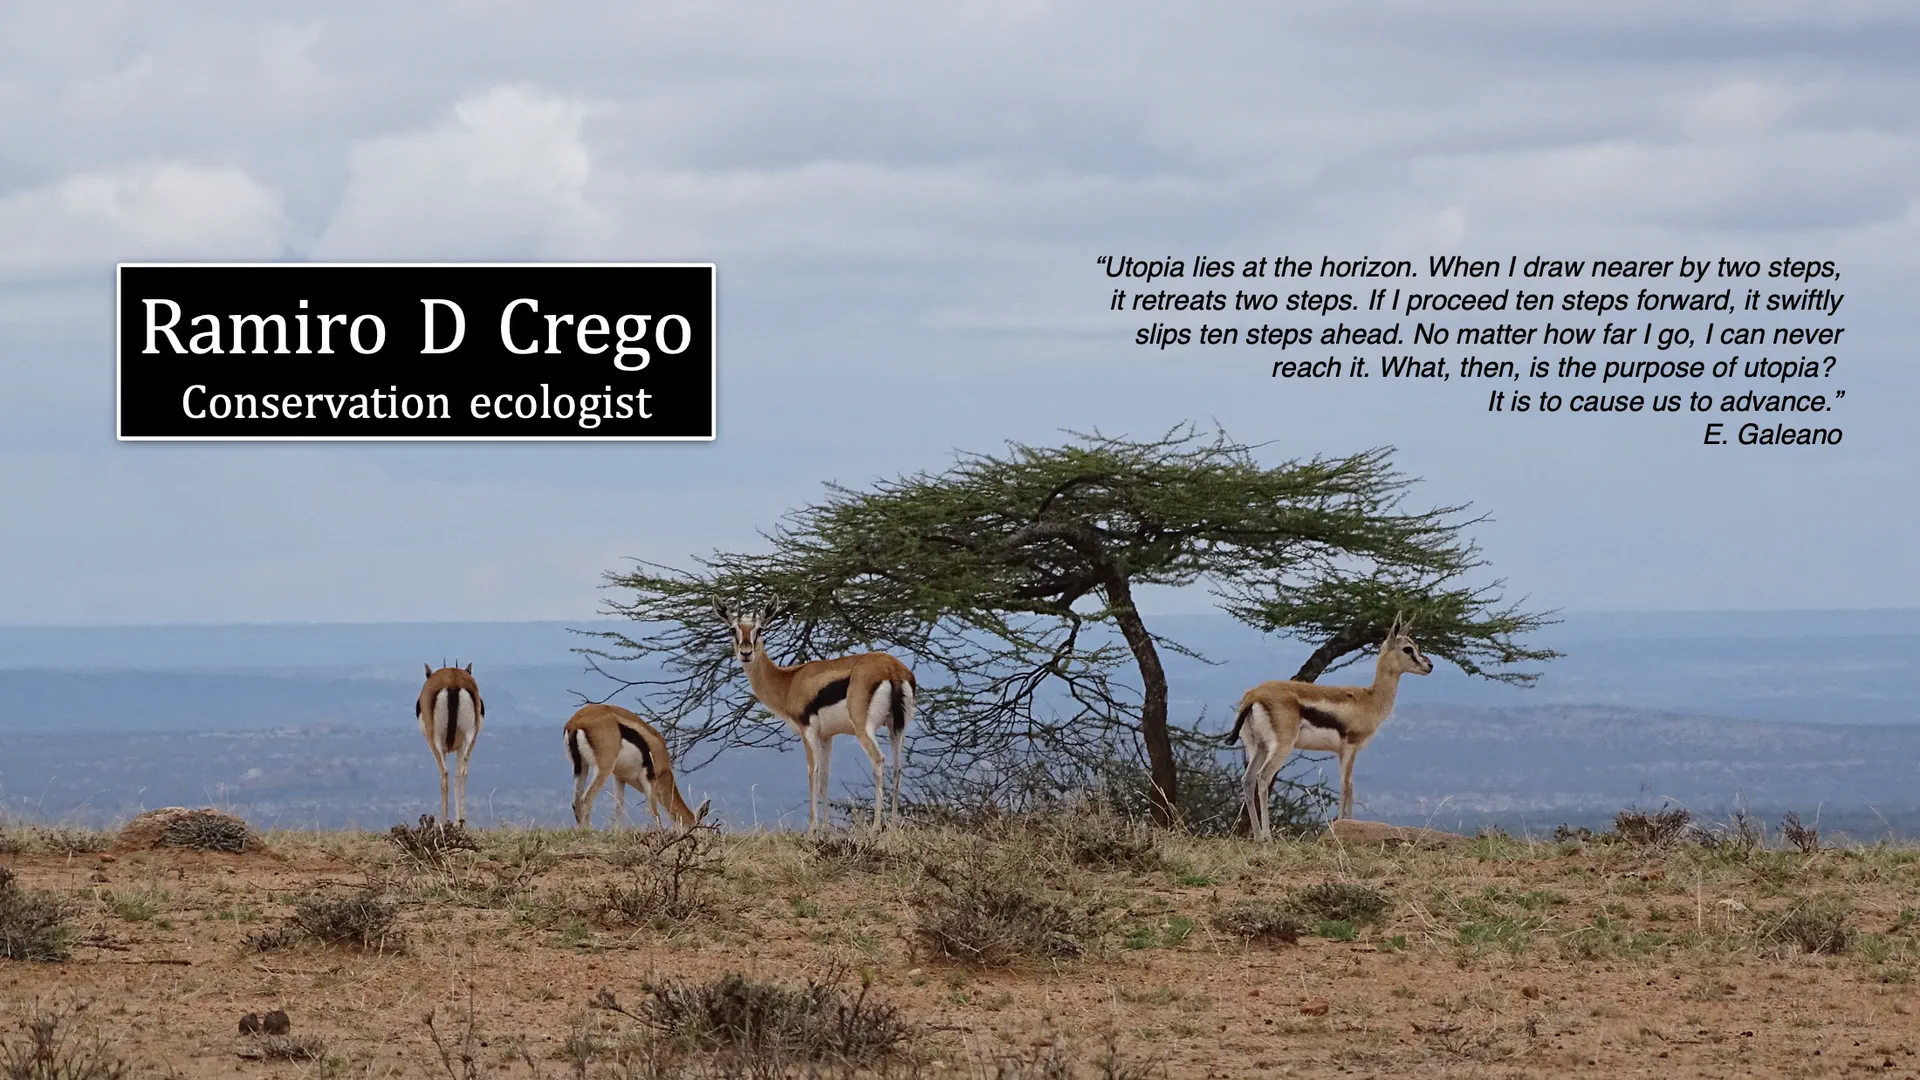 Ramiro D Crego
Conservation ecologist
“Utopia lies at the horizon. When I draw nearer by two steps,
it retreats two steps. If I proceed ten steps forward, it swiftly
slips ten steps ahead. No matter how far I go, I can never
reach it. What, then, is the purpose of utopia?
It is to cause us to advance.”
E. Galeano